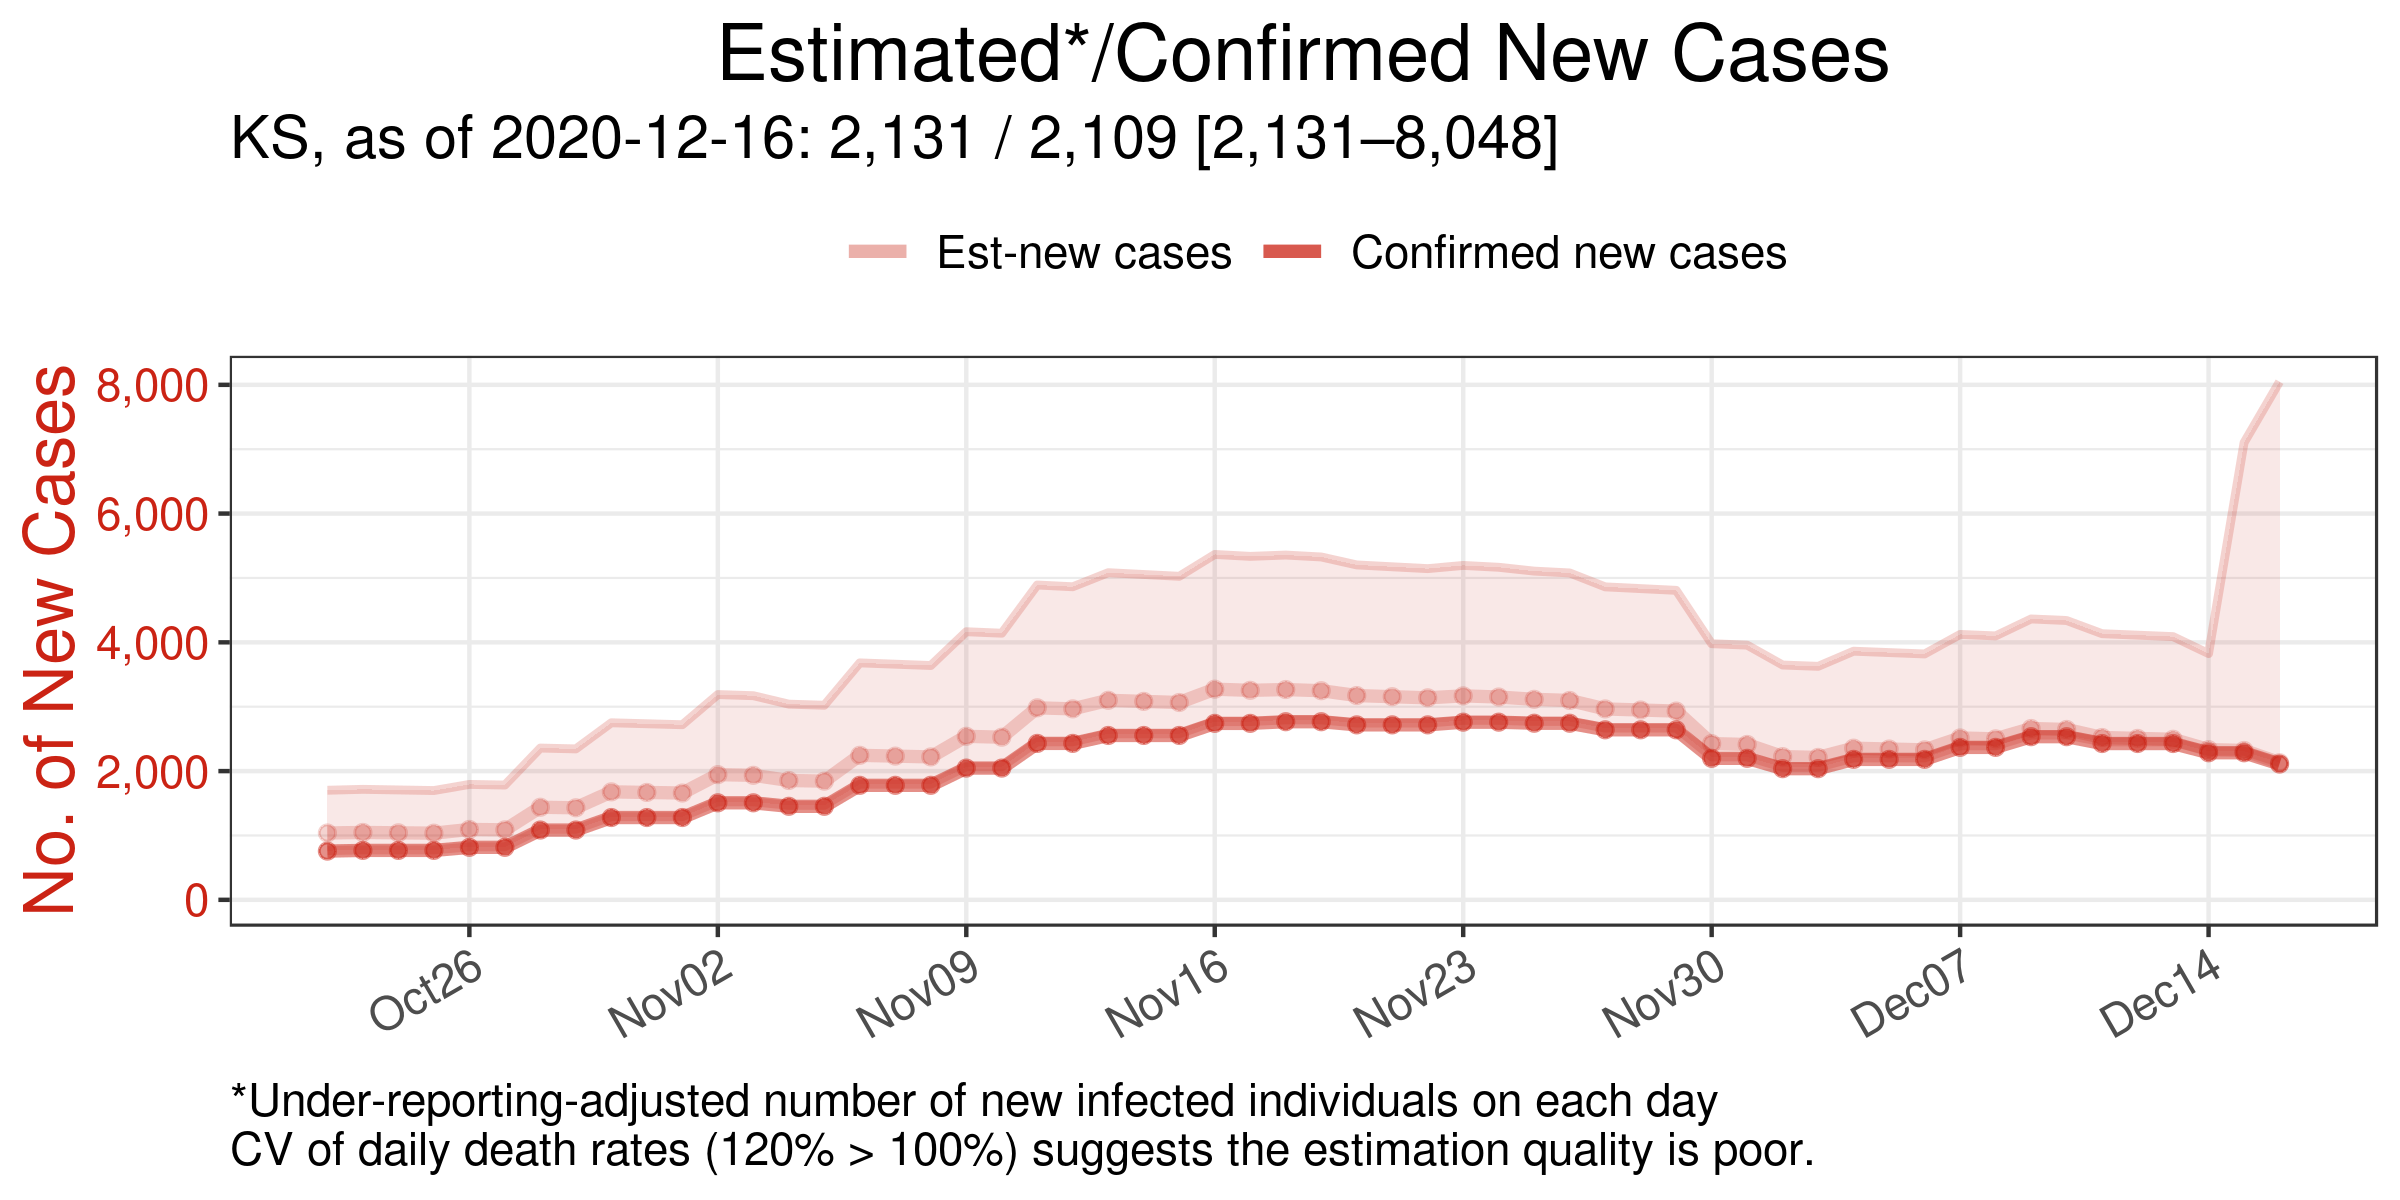 Estimated*/Confirmed New Cases
KS, as of 2020-12-16: 2,131 / 2,109 [2,131–8,048]
Est-new cases
Confirmed new cases
No. of New Cases
8,000
6,000
4,000
2,000
0
Oct26
Nov02
Nov09
Nov16
Nov23
Nov30
Dec07
Dec14
*Under-reporting-adjusted number of new infected individuals on each day
CV of daily death rates (120% > 100%) suggests the estimation quality is poor.